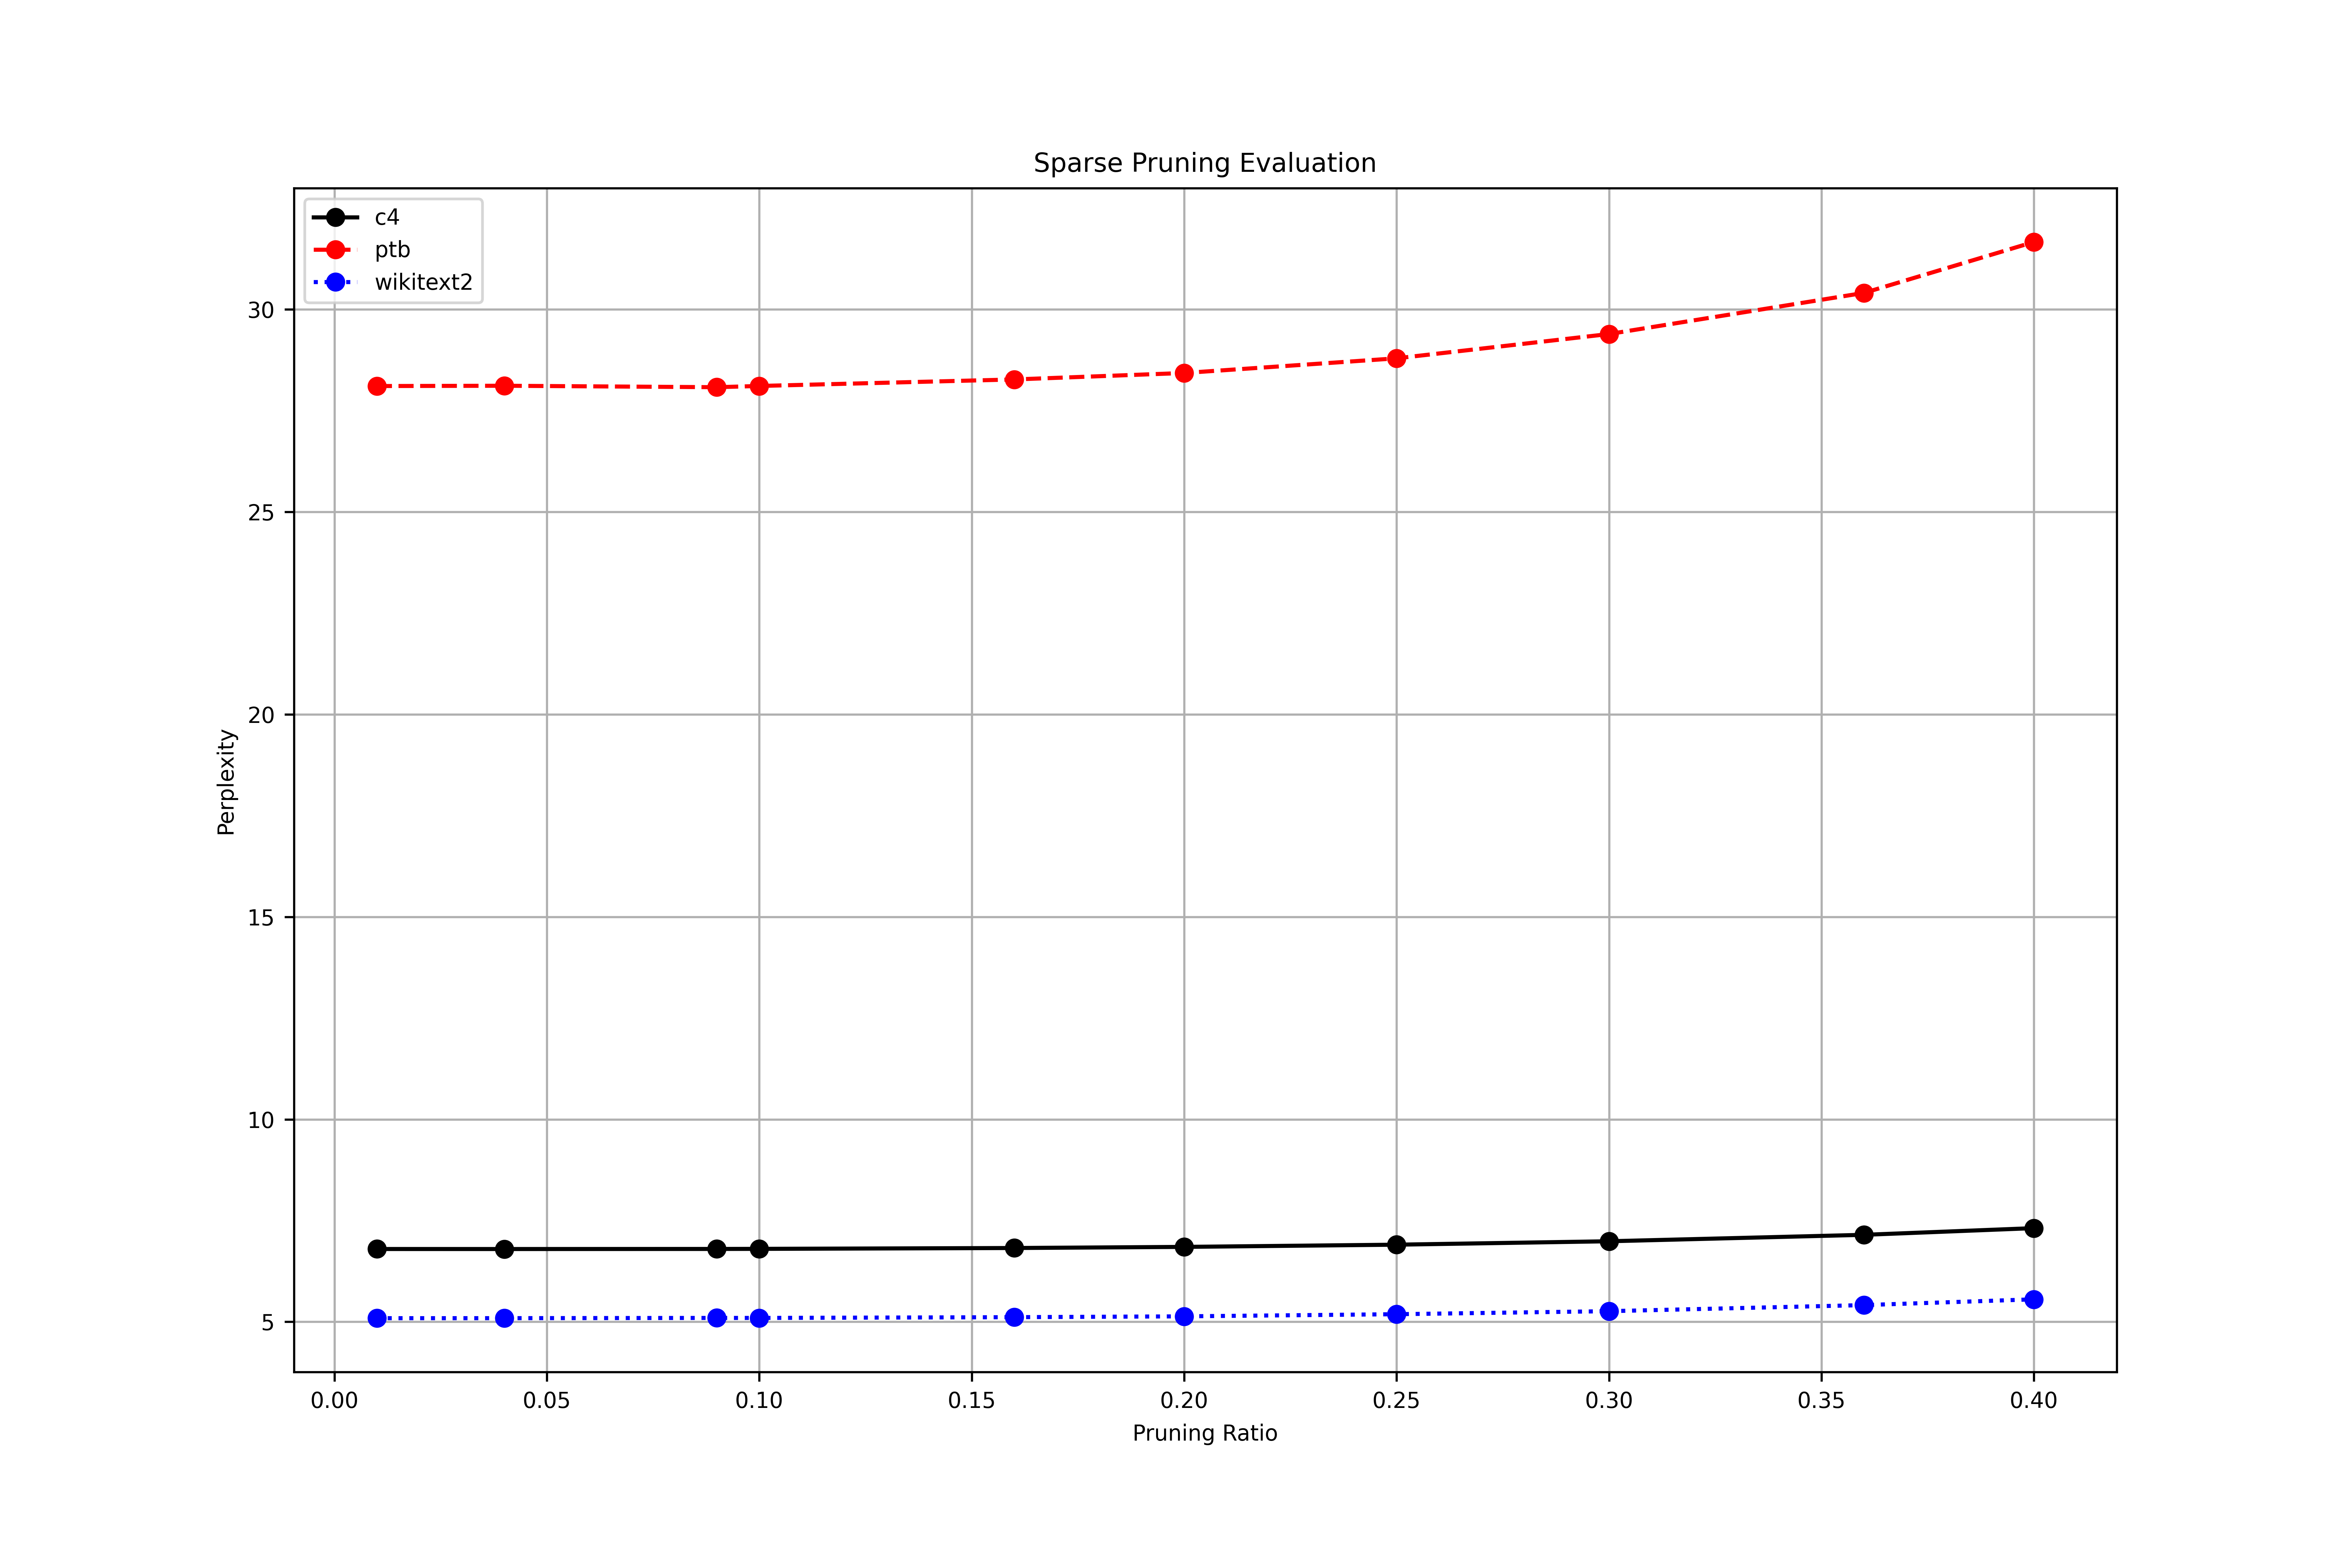 Sparse Pruning Evaluation
c4
ptb
wikitext2
30
25
20
15
10
5
Perplexity
0.00 0.05 0.10 0.15 0.20 0.25 0.30 0.35 0.40
Pruning Ratio